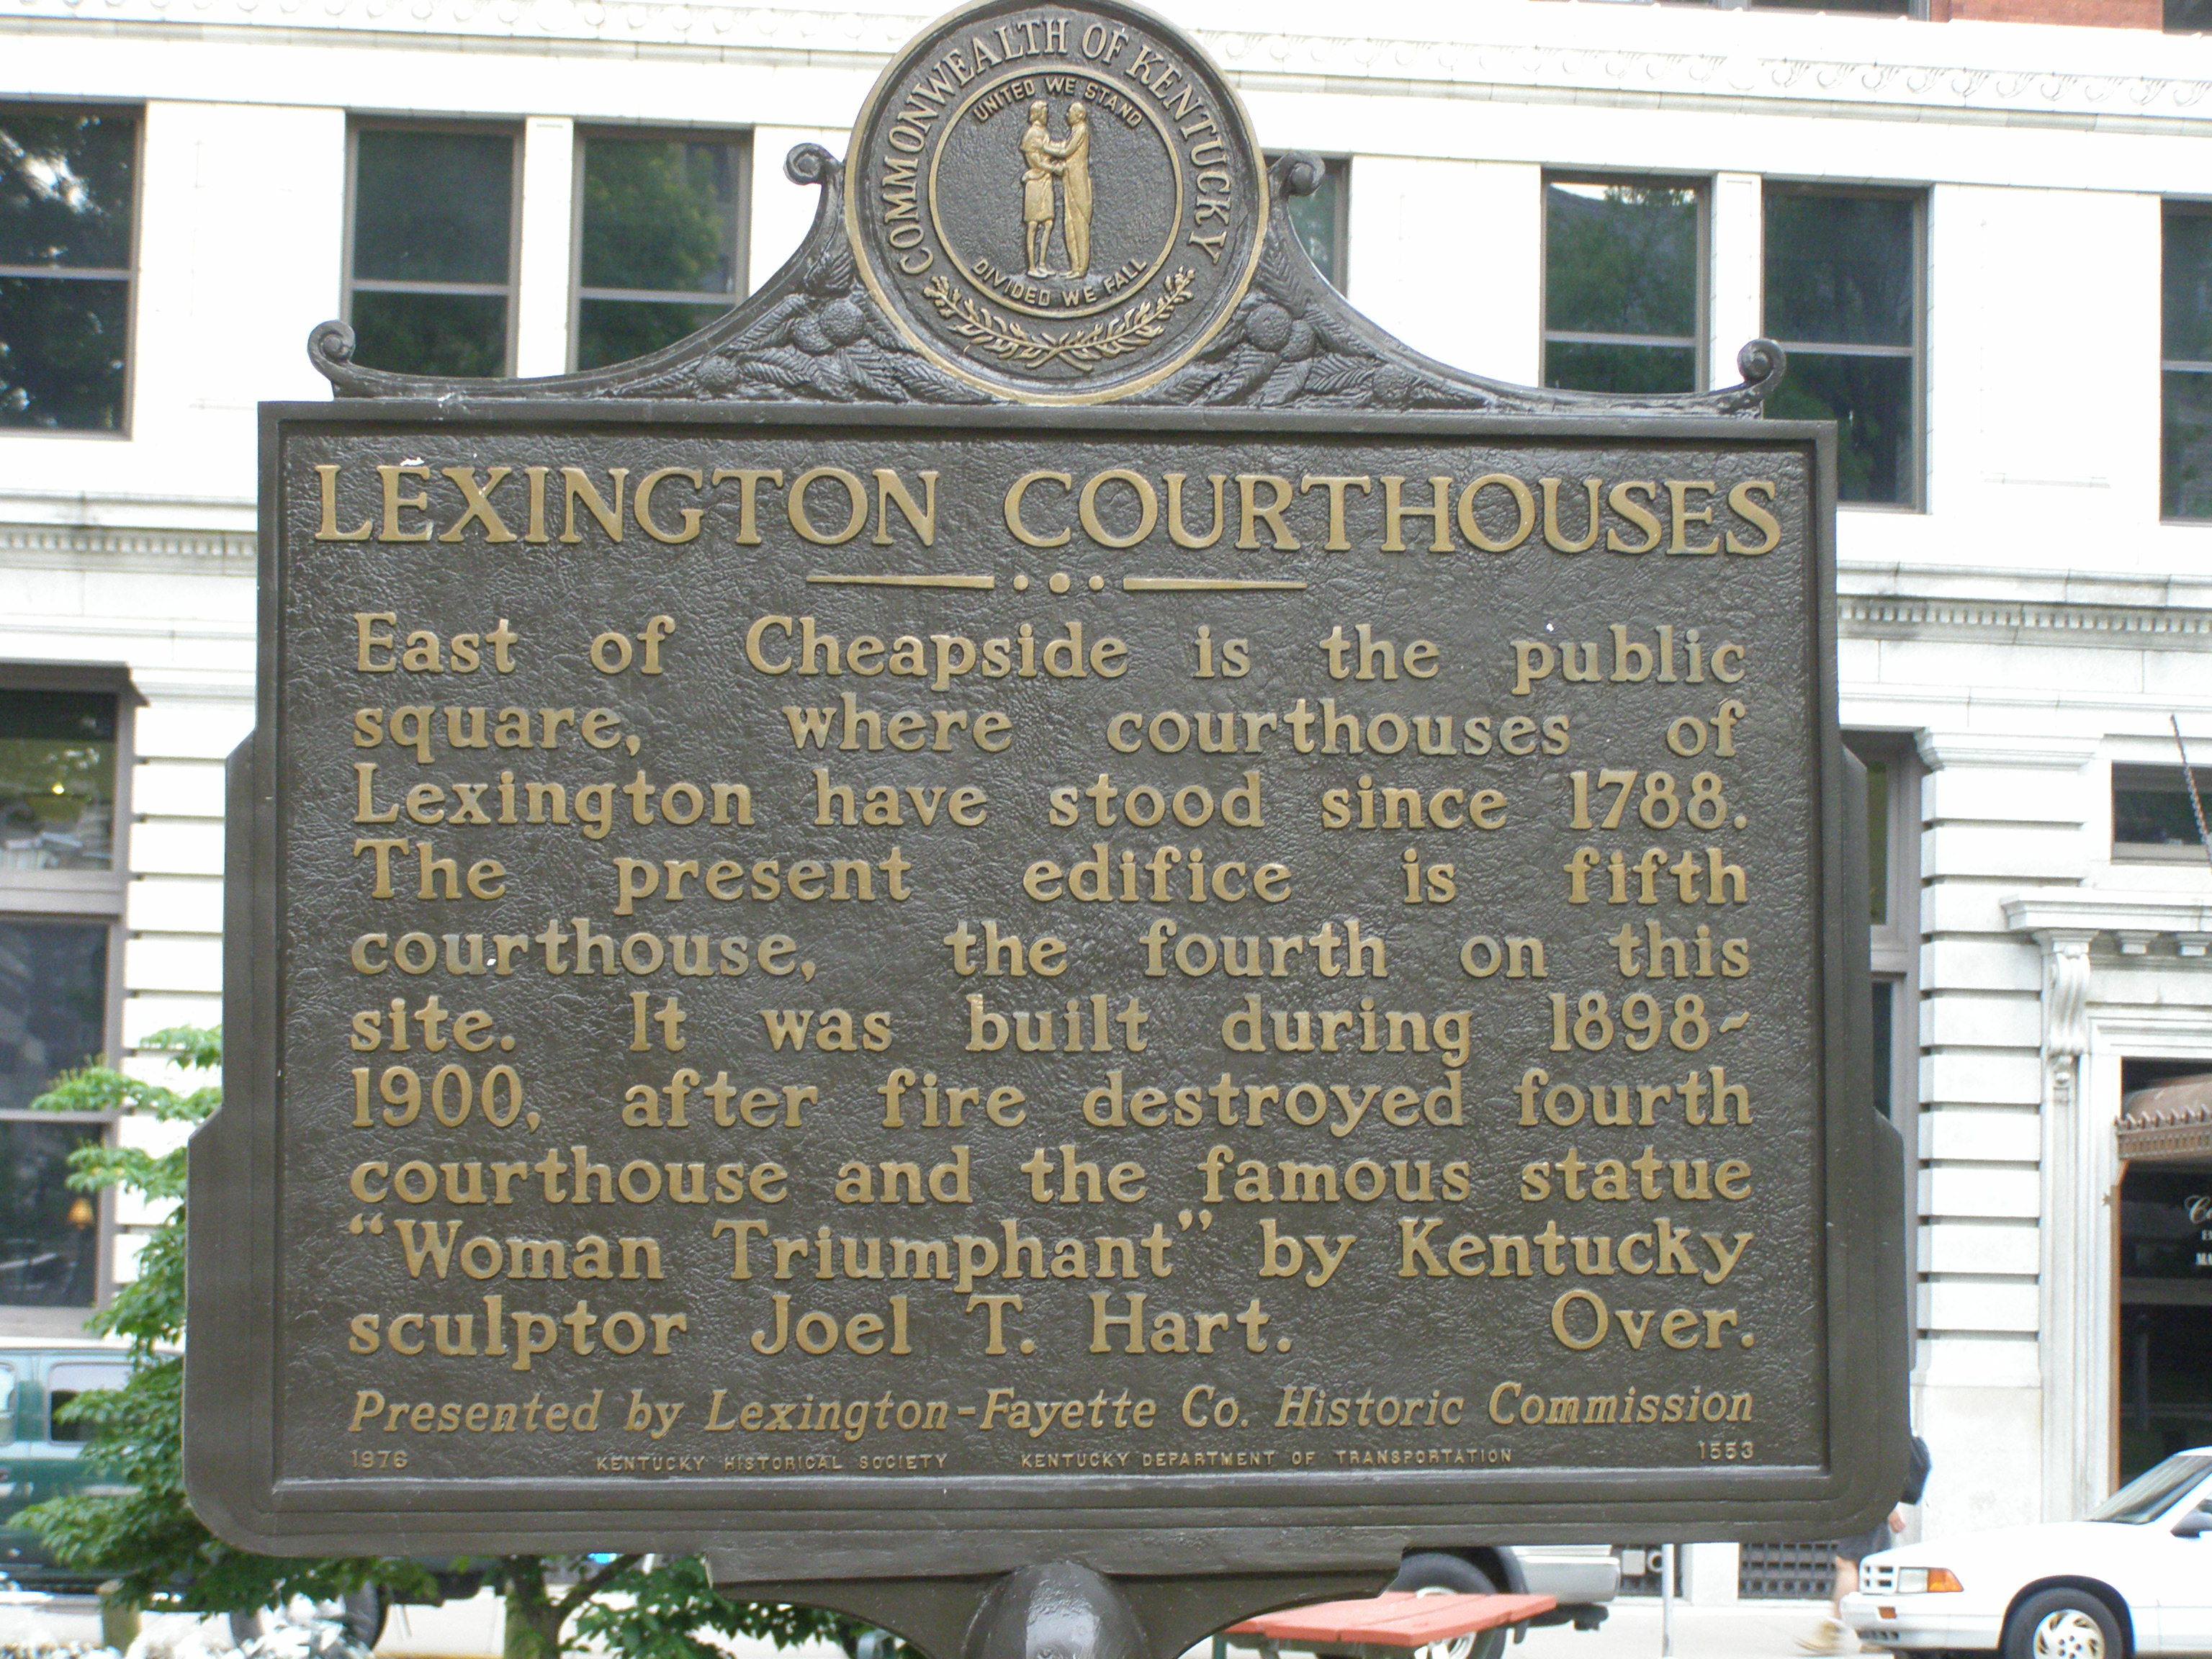 COMMONWEALTH OF KENTUCKY
UNITED WE STAND
DIVIDED WE FALL
LEXINGTON COURTHOUSES
East of Cheapside is the public
square, where courthouses of
Lexington have stood since 1788.
The present edifice is fifth
courthouse, the fourth on this
site. It was built during 1898-
1900, after fire destroyed fourth
courthouse and the famous statue
“Woman Triumphant” by Kentucky
sculptor Joel T. Hart. Over.
Presented by Lexington-Fayette Co. Historic Commission
1976 KENTUCKY HISTORICAL SOCIETY KENTUCKY DEPARTMENT OF TRANSPORTATION 1553